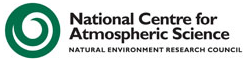 National Centre for
Atmospheric Science
NATURAL ENVIRONMENT RESEARCH COUNCIL